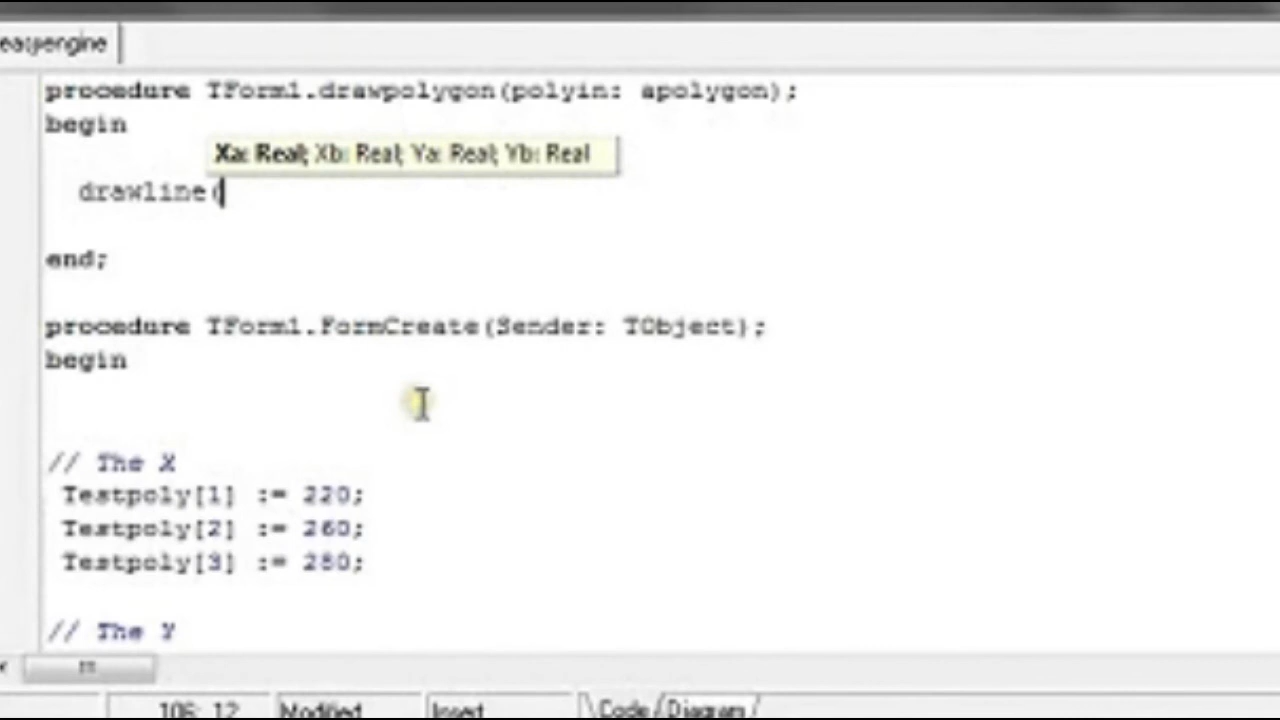 procedure TForm1.drawpolygon(polyin: apolygon);
begin
Xa: Real; Xb: Real; Ya: Real; Yb: Real
drawline(
end;
procedure TForm1.FormCreate(Sender: TObject);
begin
// The X
Testpoly[1] := 220;
Testpoly[2] := 260;
Testpoly[3] := 280;
// The Y
106: 12 Modified Insert Code Diagram